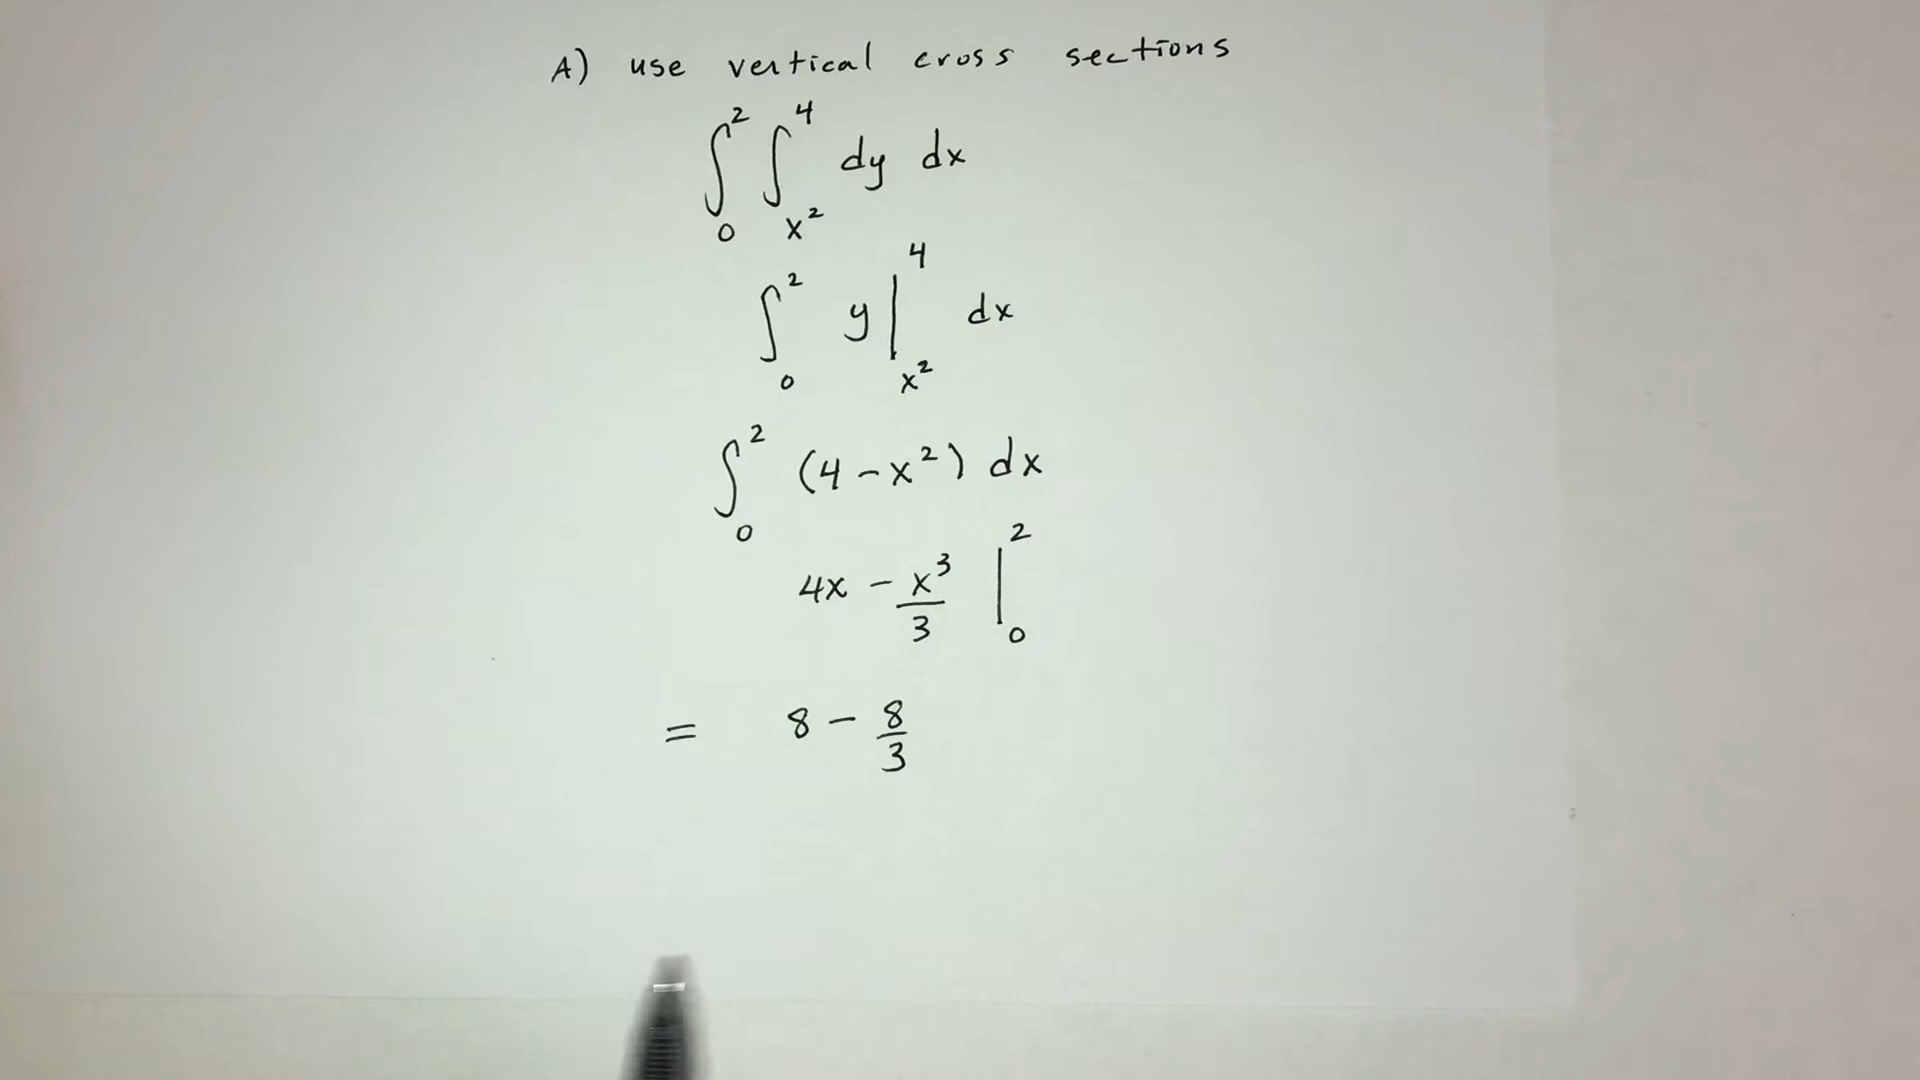 A) use vertical cross sections
∫₀² ∫ₓ²⁴ dy dx
∫₀² y |ₓ²⁴ dx
∫₀² (4 - x²) dx
4x - x³/3 |₀²
= 8 - 8/3